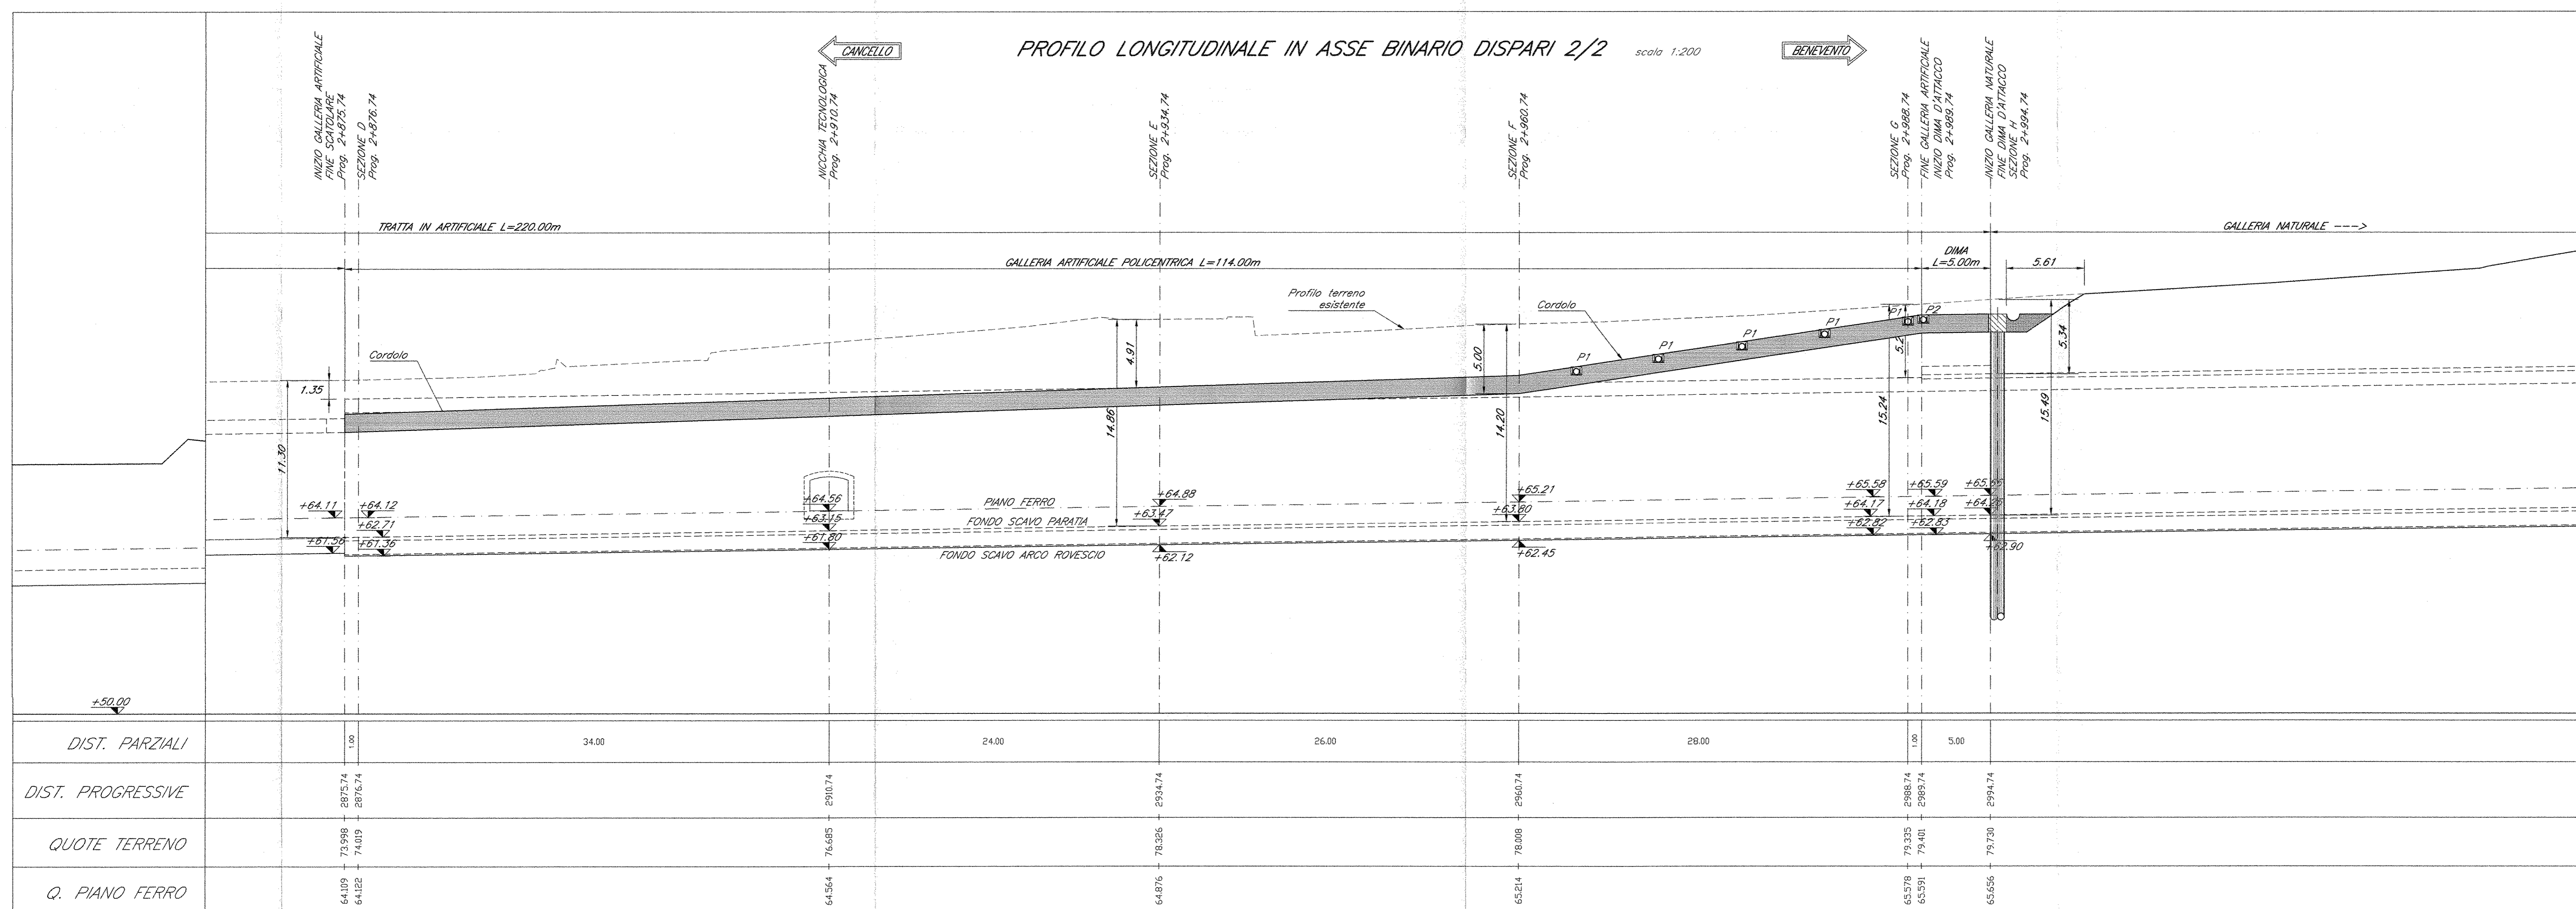 CANCELLO
PROFILO LONGITUDINALE IN ASSE BINARIO DISPARI 2/2
scala 1:200
BENEVENTO
INIZIO GALLERIA ARTIFICIALE
FINE SCATOLARE
Prog. 2+875.74
SEZIONE D
Prog. 2+876.74
NICCHIA TECNOLOGICA
Prog. 2+910.74
SEZIONE E
Prog. 2+934.74
SEZIONE F
Prog. 2+960.74
SEZIONE G
Prog. 2+988.74
FINE GALLERIA ARTIFICIALE
INIZIO DIMA D'ATTACCO
Prog. 2+989.74
INIZIO GALLERIA NATURALE
FINE DIMA D'ATTACCO
SEZIONE H
Prog. 2+994.74
TRATTA IN ARTIFICIALE L=220.00m
GALLERIA NATURALE --->
GALLERIA ARTIFICIALE POLICENTRICA L=114.00m
DIMA
L=5.00m
5.61
Profilo terreno
esistente
Cordolo
Cordolo
P1
P1
P1
P1
P1
P2
1.35
11.30
4.91
14.86
5.00
14.20
15.24
5.34
15.49
+64.11
+64.12
+62.71
+61.56
+61.36
+64.56
+63.15
+61.80
PIANO FERRO
FONDO SCAVO PARATIA
FONDO SCAVO ARCO ROVESCIO
+64.88
+63.47
+62.12
+65.21
+63.80
+62.45
+65.58
+64.17
+62.82
+65.59
+64.18
+62.83
+62.90
+50.00
DIST. PARZIALI
1.00
34.00
24.00
26.00
28.00
1.00
5.00
DIST. PROGRESSIVE
2875.74
2876.74
2910.74
2934.74
2960.74
2988.74
2989.74
2994.74
QUOTE TERRENO
73.998
74.019
76.685
78.326
78.008
79.335
79.401
79.730
Q. PIANO FERRO
64.109
64.122
64.564
64.876
65.214
65.578
65.591
65.656